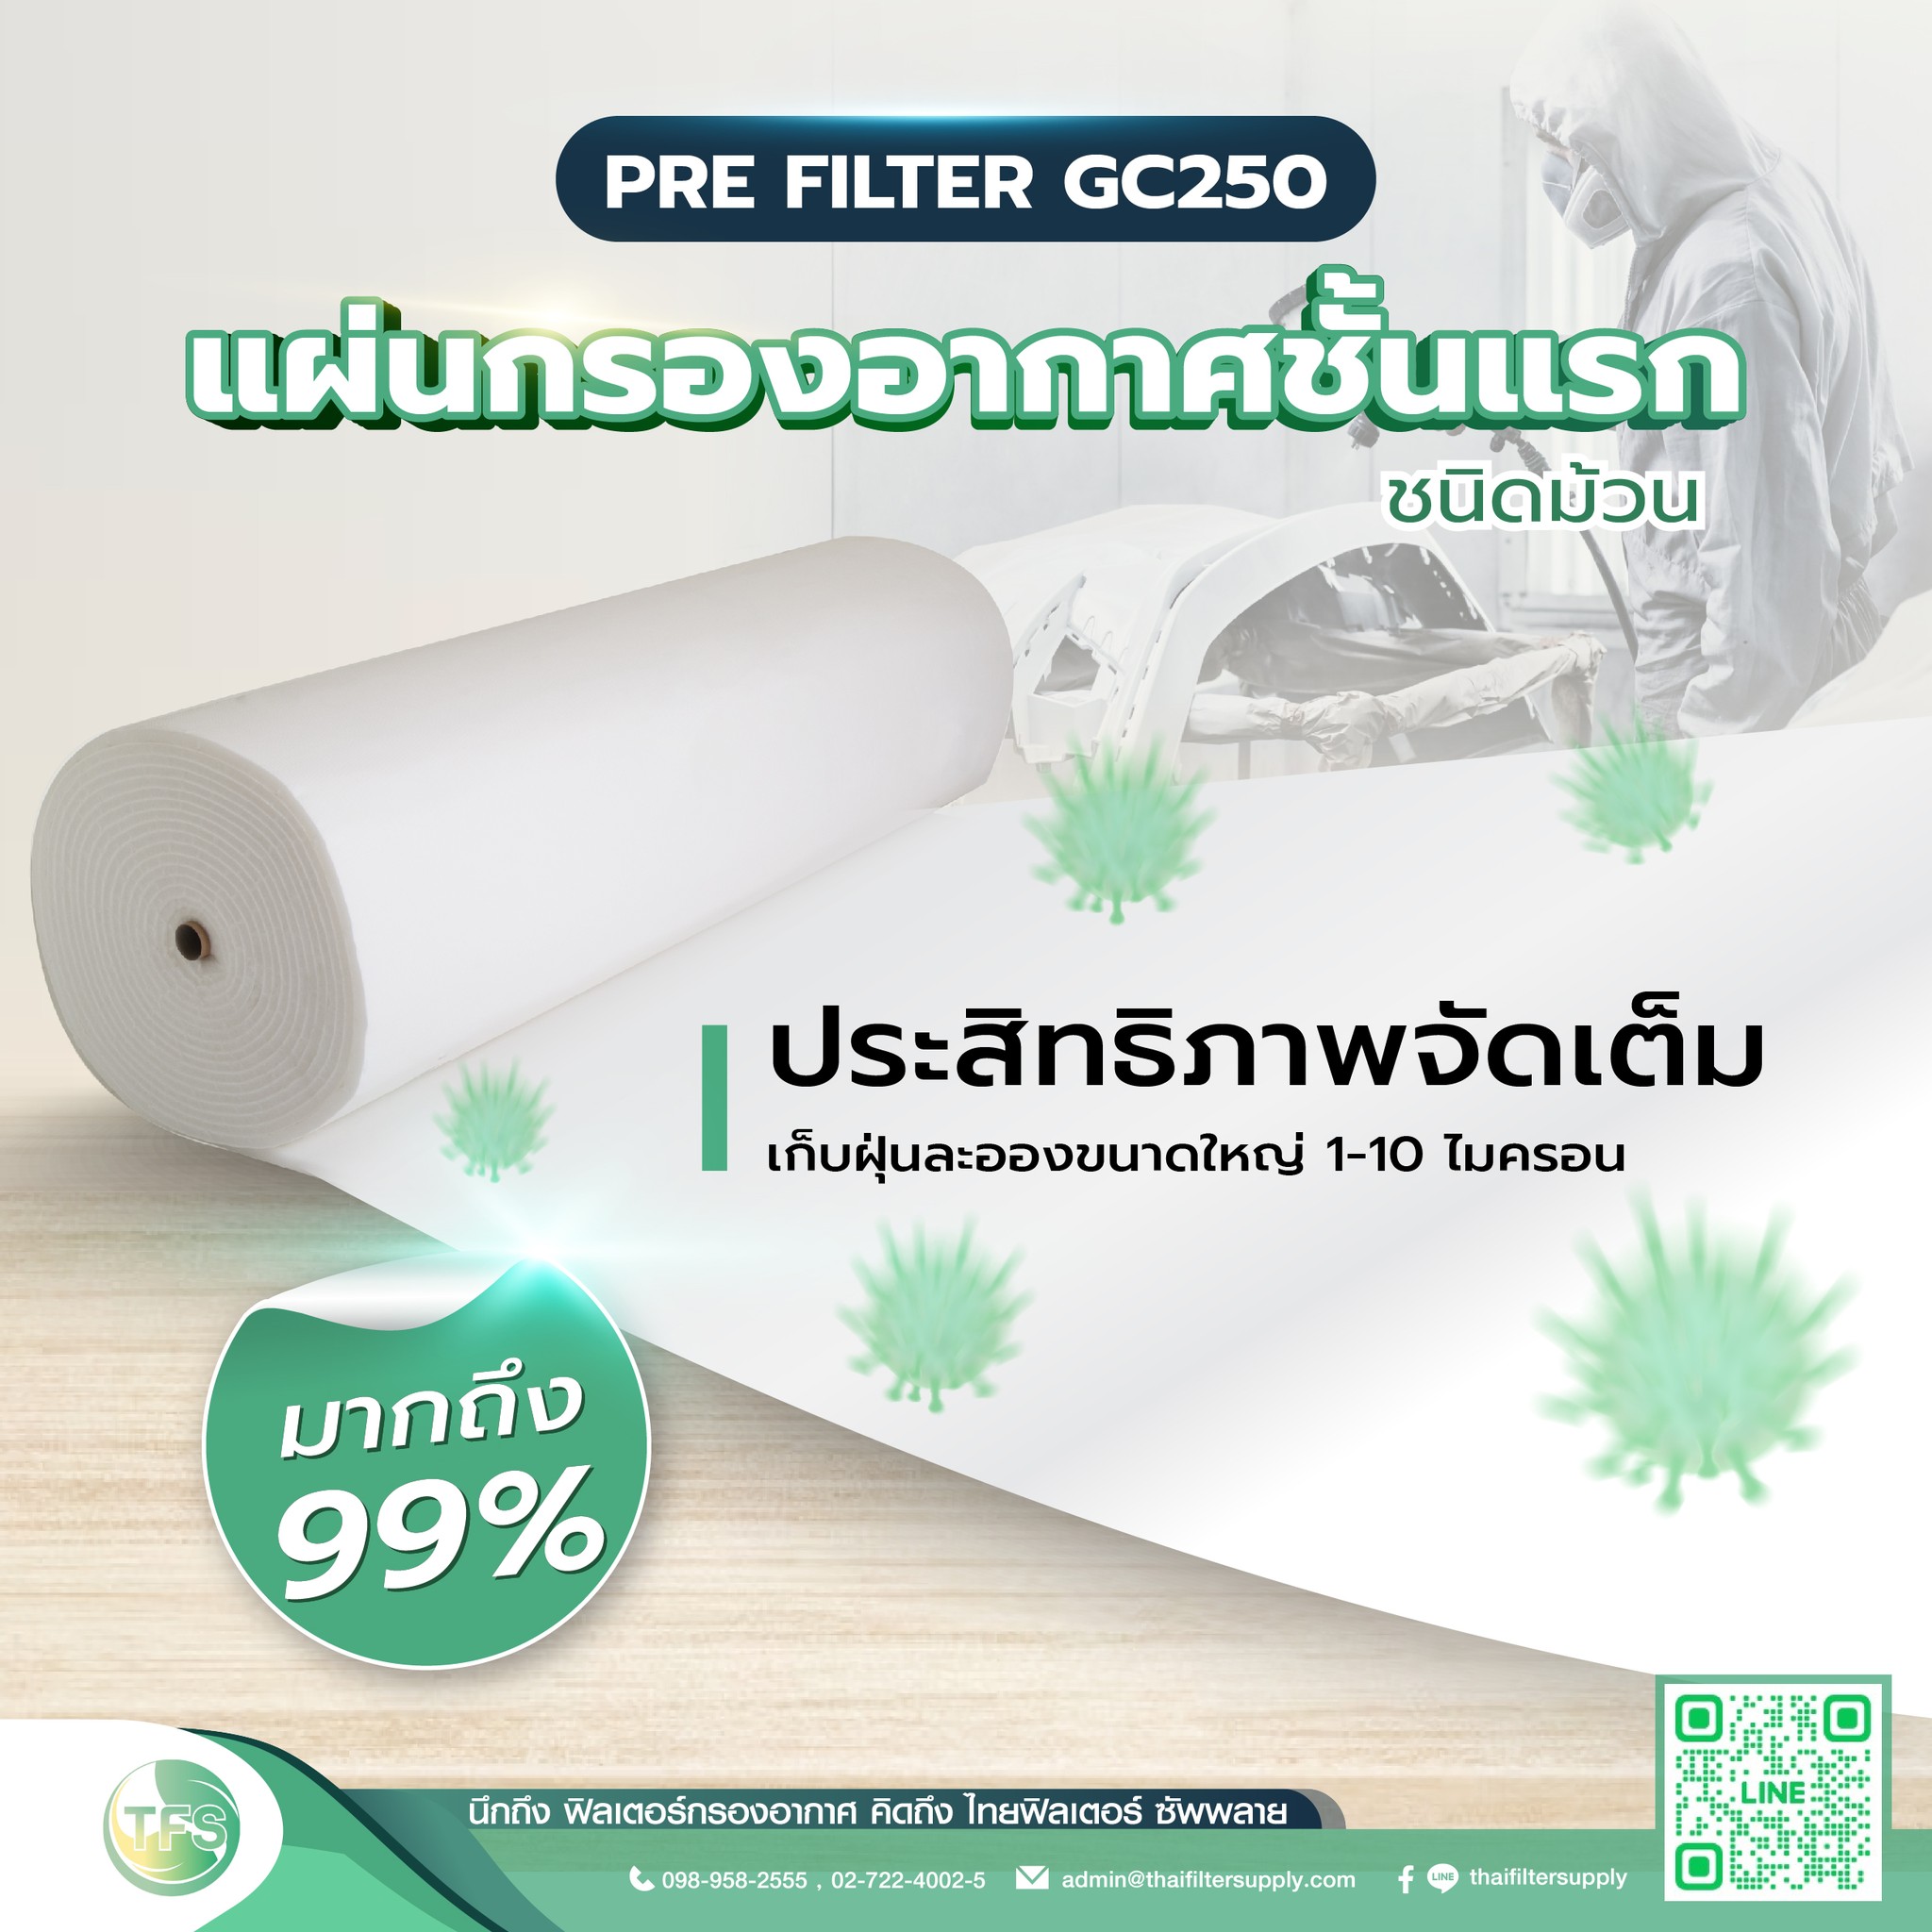 PRE FILTER GC250
แผ่นกรองอากาศชั้นแรก
ชนิดม้วน
ประสิทธิภาพจัดเต็ม
เก็บฝุ่นละอองขนาดใหญ่ 1-10 ไมครอน
มากถึง
99%
TFS
นึกถึง ฟิลเตอร์กรองอากาศ คิดถึง ไทยฟิลเตอร์ ซัพพลาย
098-958-2555 , 02-722-4002-5 admin@thaifiltersupply.com LINE thaifiltersupply
LINE